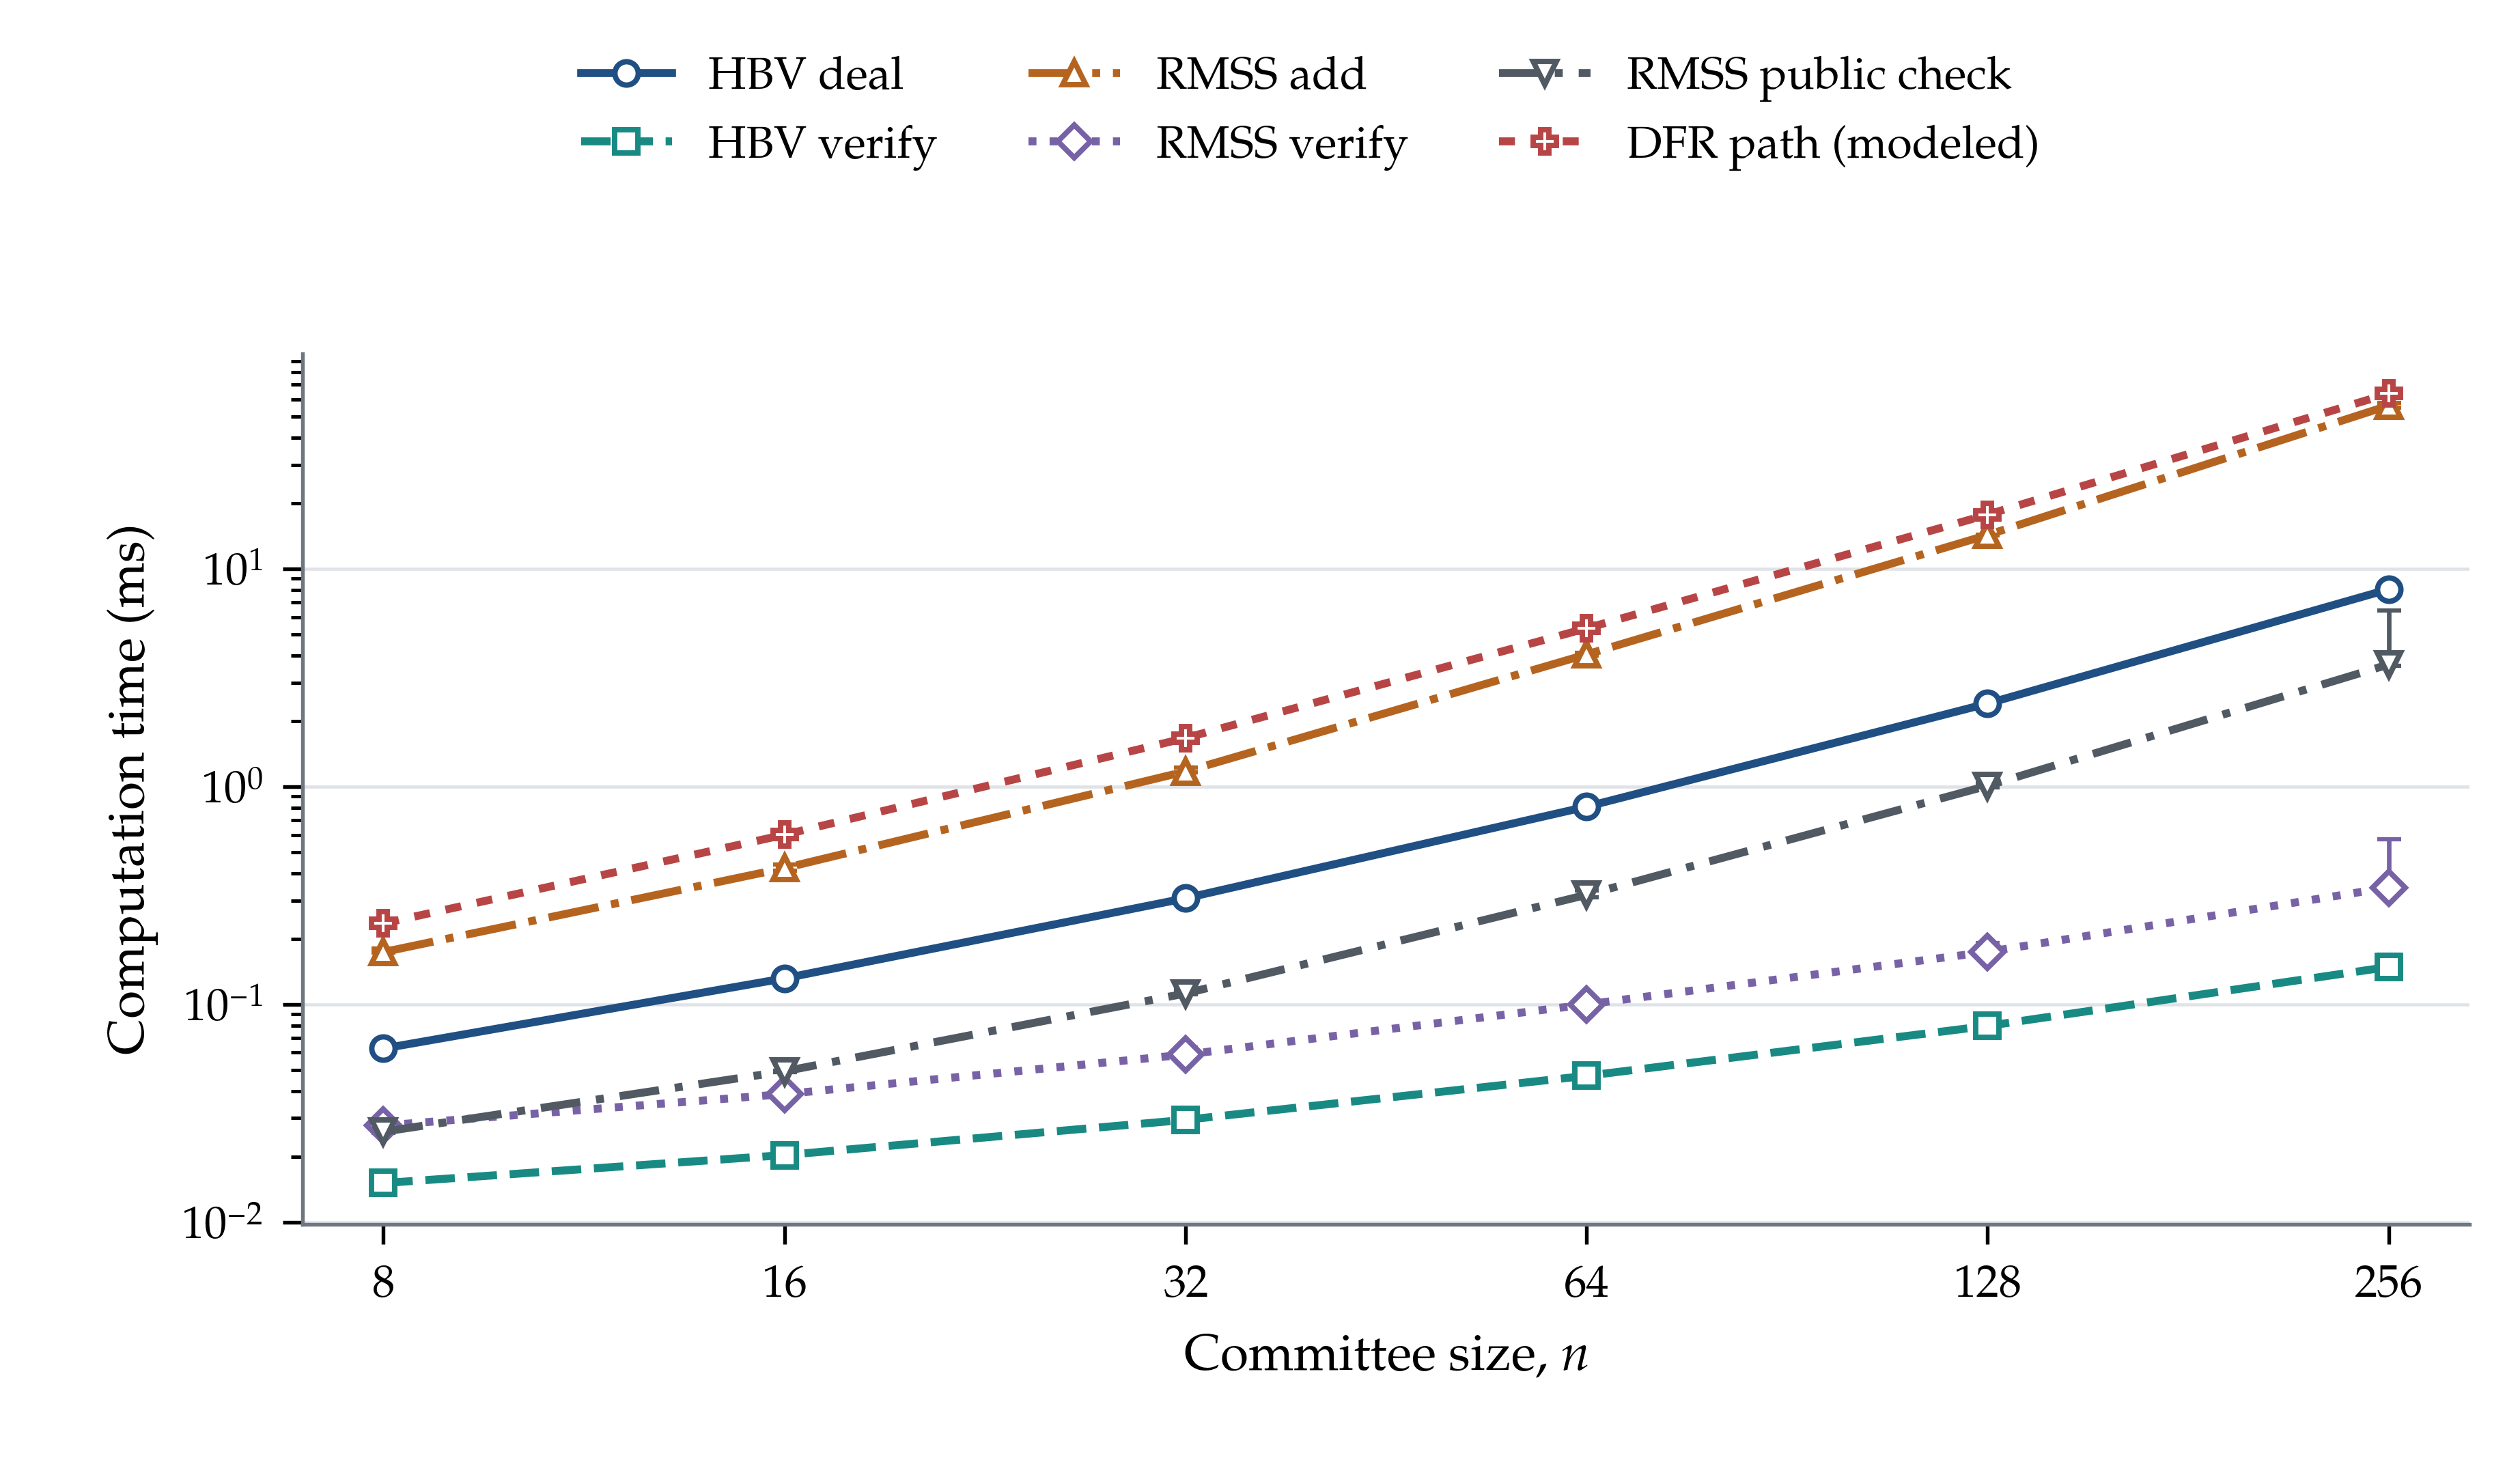 HBV deal RMSS add RMSS public check
HBV verify RMSS verify DFR path (modeled)
Computation time (ms)
10¹
10⁰
10⁻¹
10⁻²
8 16 32 64 128 256
Committee size, n